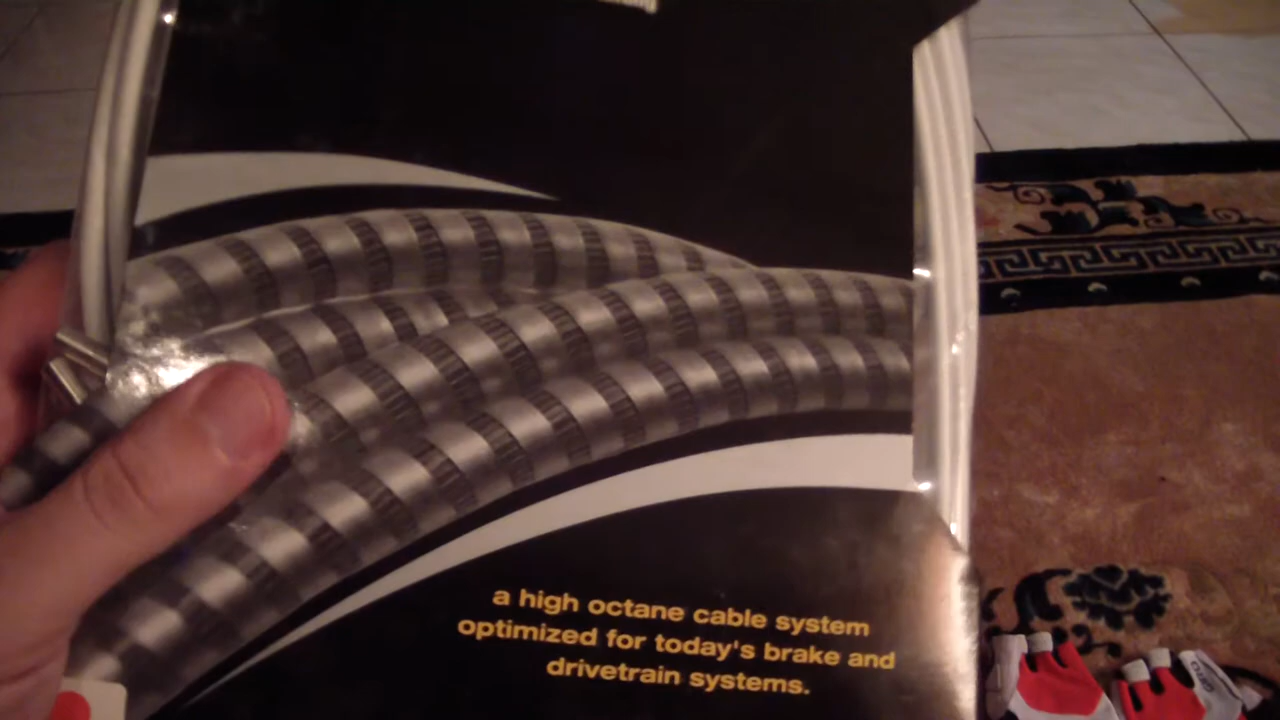 a high octane cable system
optimized for today's brake and
drivetrain systems.